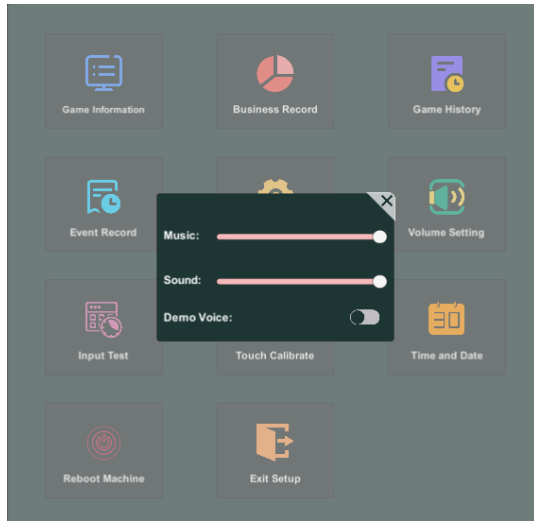 Game Information
Business Record
Game History
Event Record
Volume Setting
Music:
Sound:
Demo Voice:
Input Test
Touch Calibrate
30
Time and Date
Reboot Machine
Exit Setup